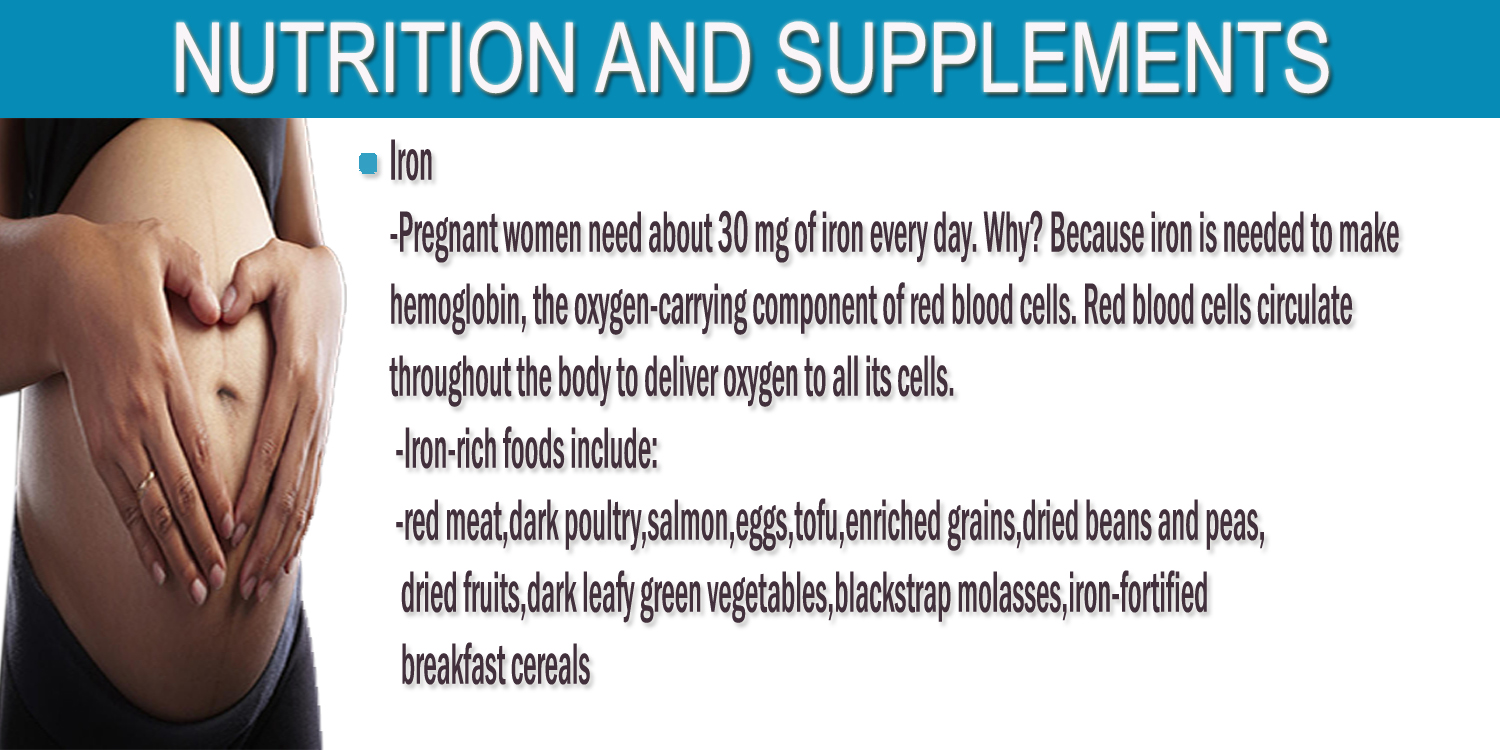 NUTRITION AND SUPPLEMENTS
Iron
-Pregnant women need about 30 mg of iron every day. Why? Because iron is needed to make
hemoglobin, the oxygen-carrying component of red blood cells. Red blood cells circulate
throughout the body to deliver oxygen to all its cells.
-Iron-rich foods include:
-red meat,dark poultry,salmon,eggs,tofu,enriched grains,dried beans and peas,
dried fruits,dark leafy green vegetables,blackstrap molasses,iron-fortified
breakfast cereals